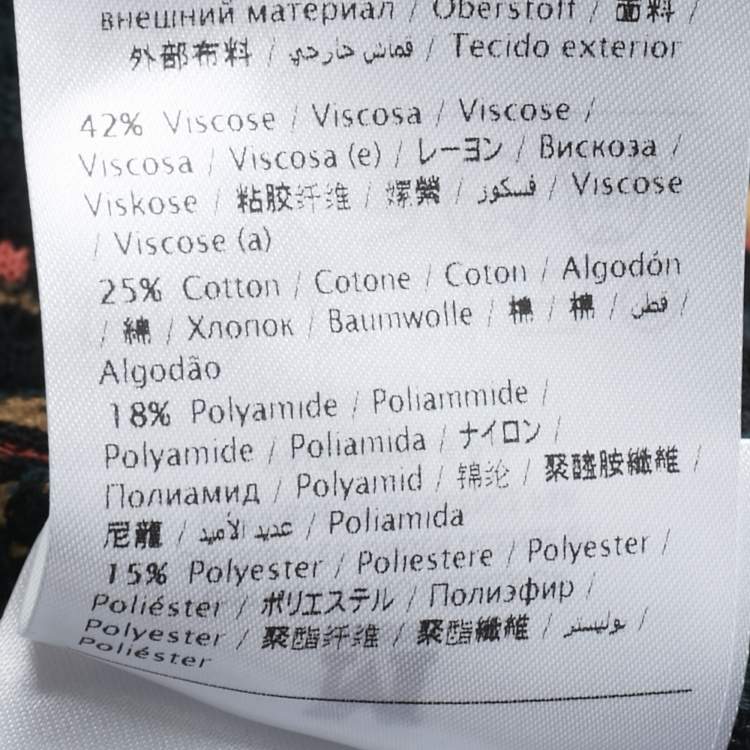 внешний материал / Oberstoff / 面料 /
外部布料 / قماش خارجي / Tecido exterior
42% Viscose / Viscosa / Viscose /
Viscosa / Viscosa (e) / レーヨン / Вискоза /
Viskose / 粘胶纤维 / 嫘縈 / فسكوز / Viscose
/ Viscose (a)
25% Cotton / Cotone / Coton / Algodón
/ 綿 / Хлопок / Baumwolle / 棉 / 棉 / قطن /
Algodão
18% Polyamide / Poliammide /
Polyamide / Poliamida / ナイロン /
Полиамид / Polyamid / 锦纶 / 聚醯胺纖維 /
尼龍 / عديد الأميد / Poliamida
15% Polyester / Poliestere / Polyester /
Poliéster / ポリエステル / Полиэфир /
Polyester / 聚酯纤维 / 聚酯纖維 / بوليستر /
Poliéster